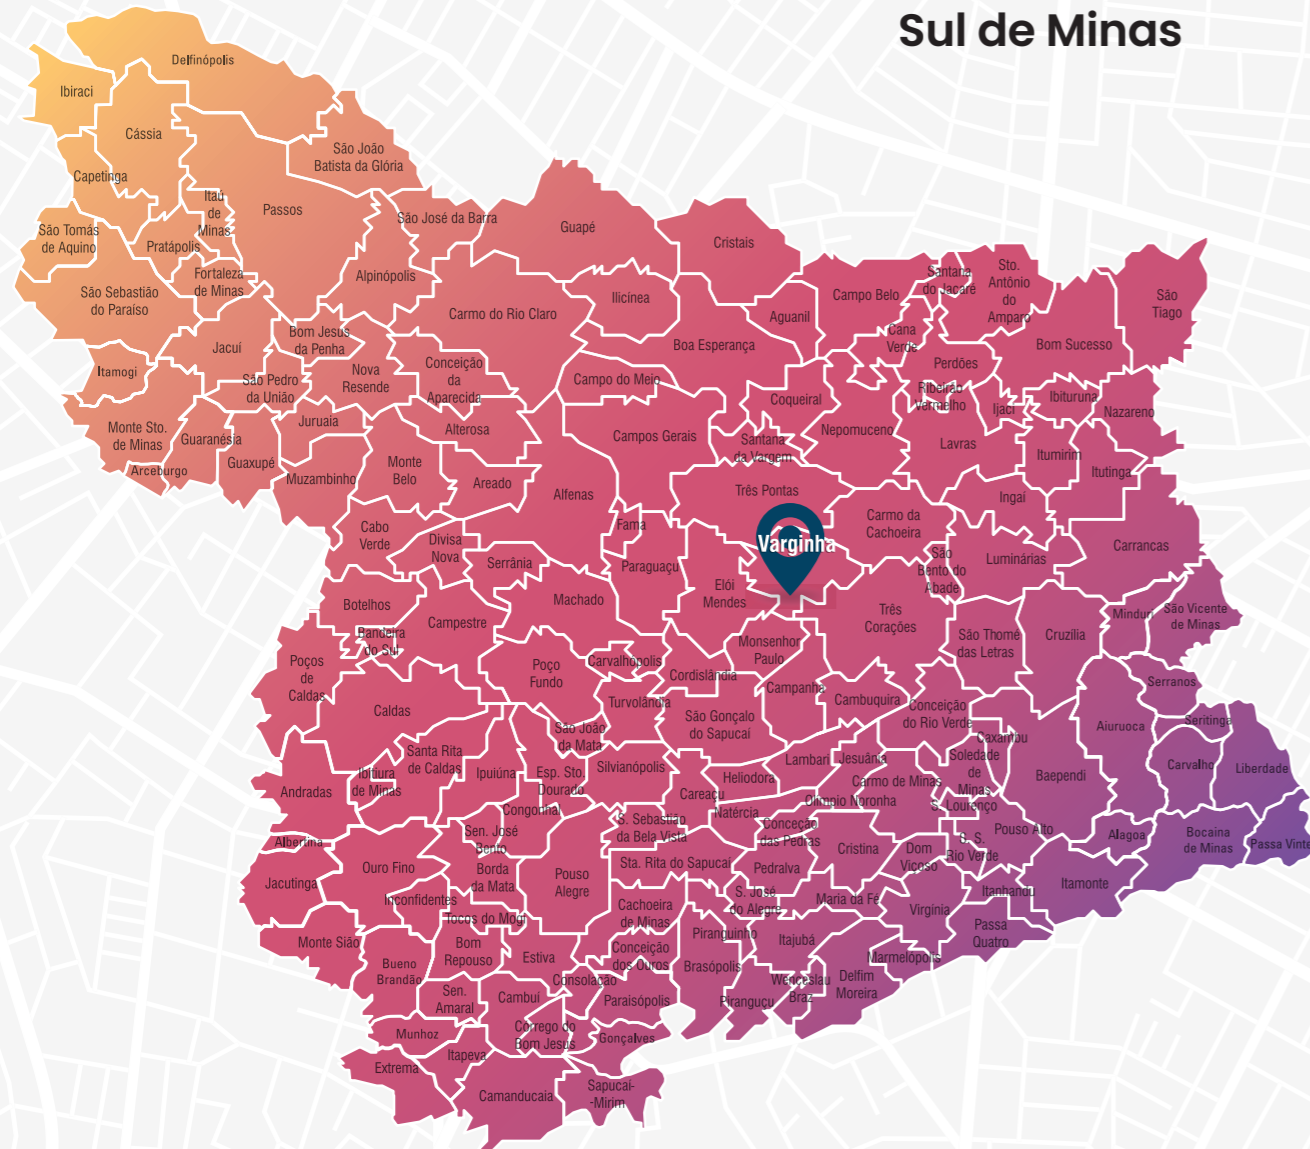 Sul de Minas
Delfinópolis
Ibiraci
Cássia
São João
Batista da Glória
Capetinga
Itaú
de
Minas
Passos
São José da Barra
Guapé
Cristais
São Tomás
de Aquino
Pratápolis
Fortaleza
de Minas
Alpinópolis
Ilicínea
Campo Belo
Santana
do Jacaré
Sto.
Antônio
do
Amparo
São
Tiago
São Sebastião
do Paraíso
Carmo do Rio Claro
Aguanil
Cana
Verde
Bom Sucesso
Jacuí
Bom Jesus
da Penha
Boa Esperança
Perdões
Itamogi
São Pedro
da União
Nova
Resende
Conceição
da
Aparecida
Campo do Meio
Coqueiral
Ribeirão
Vermelho
Ijaci
Ibituruna
Nazareno
Monte Sto.
de Minas
Guaranésia
Juruaia
Alterosa
Campos Gerais
Santana
da Vargem
Nepomuceno
Lavras
Itumirim
Itutinga
Arceburgo
Guaxupé
Muzambinho
Monte
Belo
Areado
Alfenas
Três Pontas
Ingaí
Cabo
Verde
Divisa
Nova
Fama
Varginha
Carmo da
Cachoeira
Carrancas
Serrânia
Paraguaçu
São
Bento do
Abade
Luminárias
Botelhos
Campestre
Machado
Elói
Mendes
Três
Corações
Minduri
São Vicente
de Minas
Bandeira
do Sul
Poços
de
Caldas
Poço
Fundo
Carvalhópolis
Monsenhor
Paulo
São Thomé
das Letras
Cruzília
Cordislândia
Serranos
Caldas
Turvolândia
Campanha
Cambuquira
Conceição
do Rio Verde
Aiuruoca
Seritinga
São João
da Mata
São Gonçalo
do Sapucaí
Caxambu
Santa Rita
de Caldas
Lambari
Jesuânia
Soledade
de
Minas
Baependi
Carvalho
Liberdade
Andradas
Ibitiura
de Minas
Ipuiúna
Esp. Sto.
Dourado
Silvianópolis
Heliodora
Careaçu
Carmo de Minas
Olimpio Noronha
S. Lourenço
Congonhal
Natércia
Albertina
Sen. José
Bento
S. Sebastião
da Bela Vista
Conceção
das Pedras
Cristina
Dom
Viçoso
S. S.
Rio Verde
Pouso Alto
Alagoa
Bocaina
de Minas
Passa Vinte
Jacutinga
Ouro Fino
Borda
da Mata
Pouso
Alegre
Sta. Rita do Sapucaí
Pedralva
Itanhandu
Itamonte
Inconfidentes
Cachoeira
de Minas
S. José
do Alegre
Maria da Fé
Virgínia
Tocos do Mogi
Monte Sião
Bom
Repouso
Estiva
Conceição
dos Ouros
Piranguinho
Itajubá
Passa
Quatro
Bueno
Brandão
Consolação
Brasópolis
Marmelópolis
Sen.
Amaral
Cambuí
Paraisópolis
Piranguçu
Wenceslau
Braz
Delfim
Moreira
Munhoz
Córrego do
Bom Jesus
Gonçalves
Extrema
Itapeva
Camanducaia
Sapucaí-
-Mirim